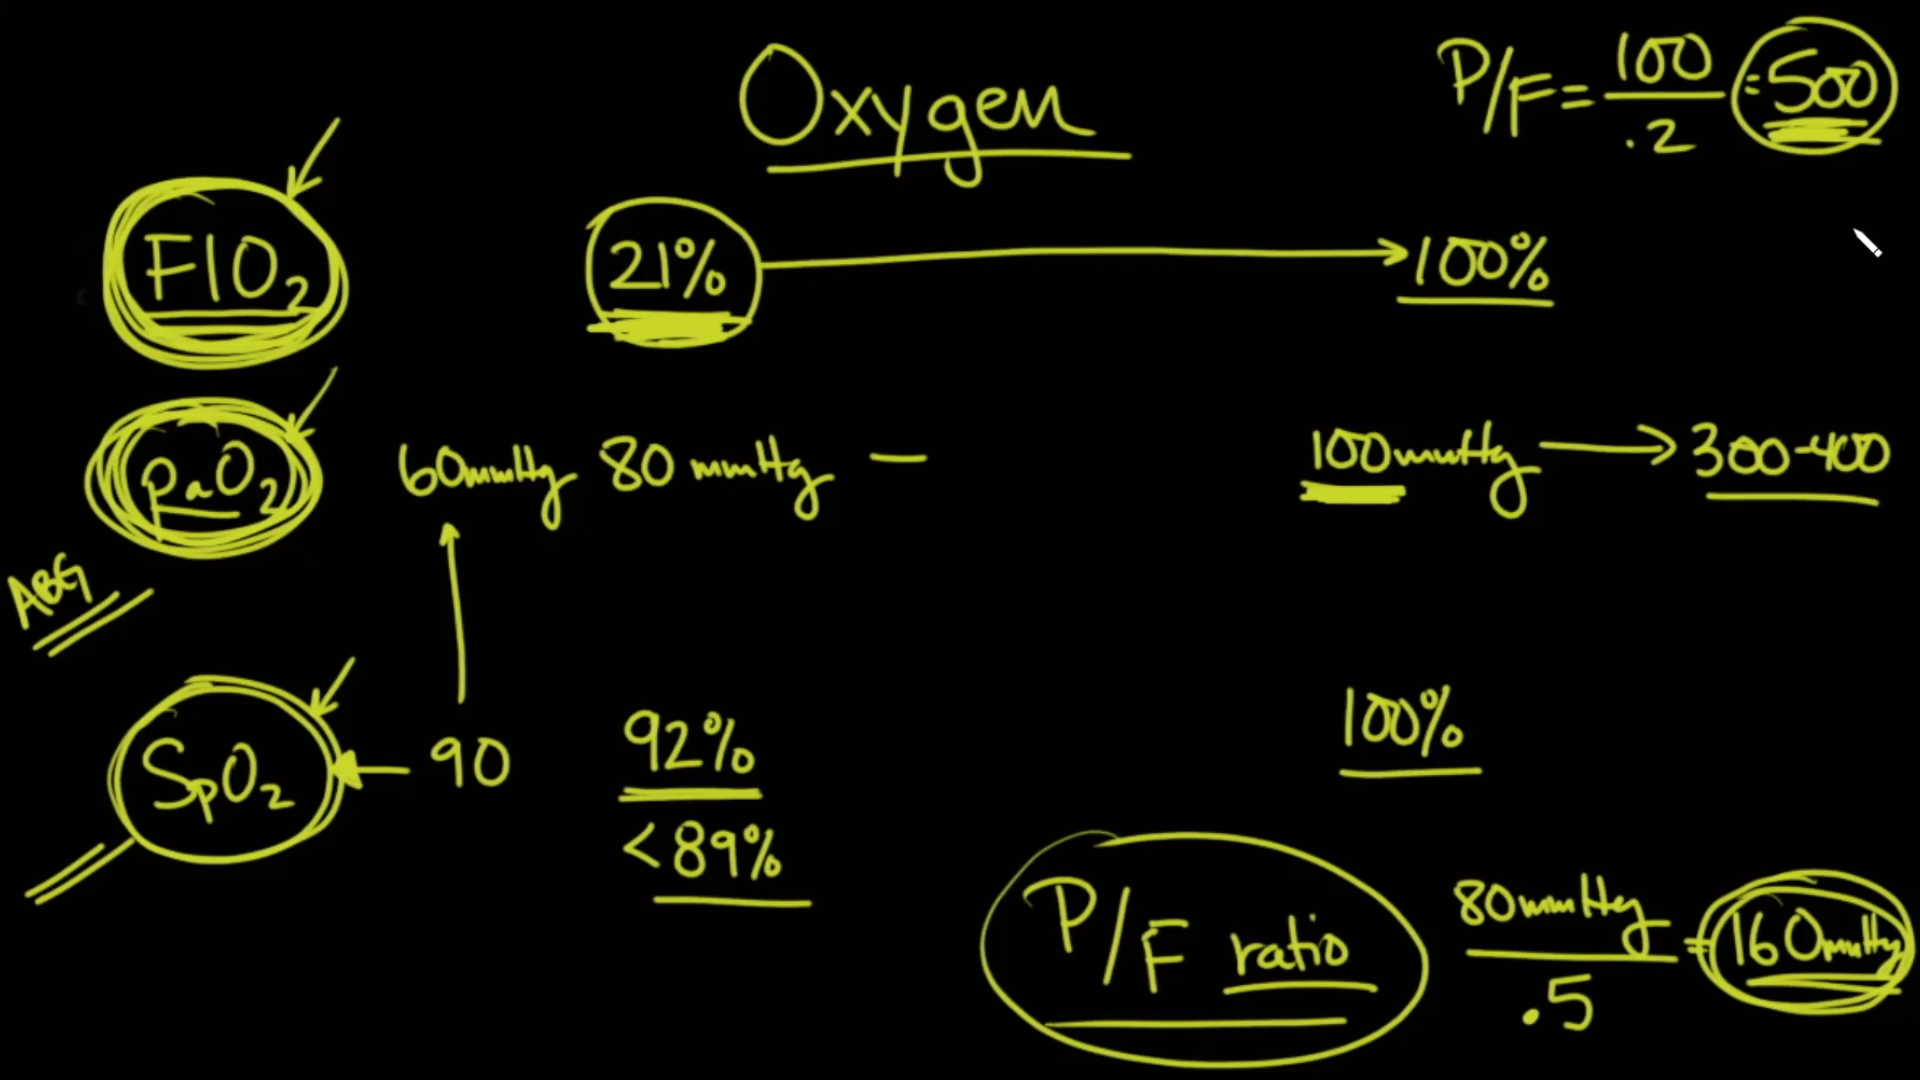 Oxygen
P/F = 100 / .2 = 500
FIO2 21% → 100%
PaO2 60mmHg 80 mmHg — 100mmHg → 300-400
ABG
SpO2 ← 90 92% 100%
<89%
P/F ratio 80mmHg / .5 = 160mmHg